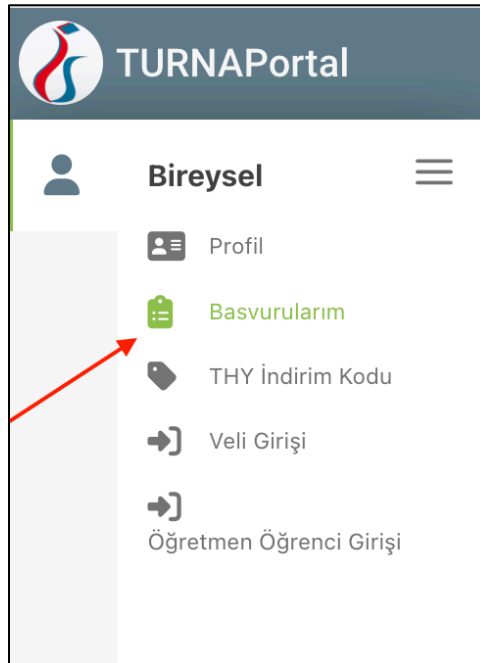 TURNAPortal
Bireysel
Profil
Basvurularım
THY İndirim Kodu
Veli Girişi
Öğretmen Öğrenci Girişi